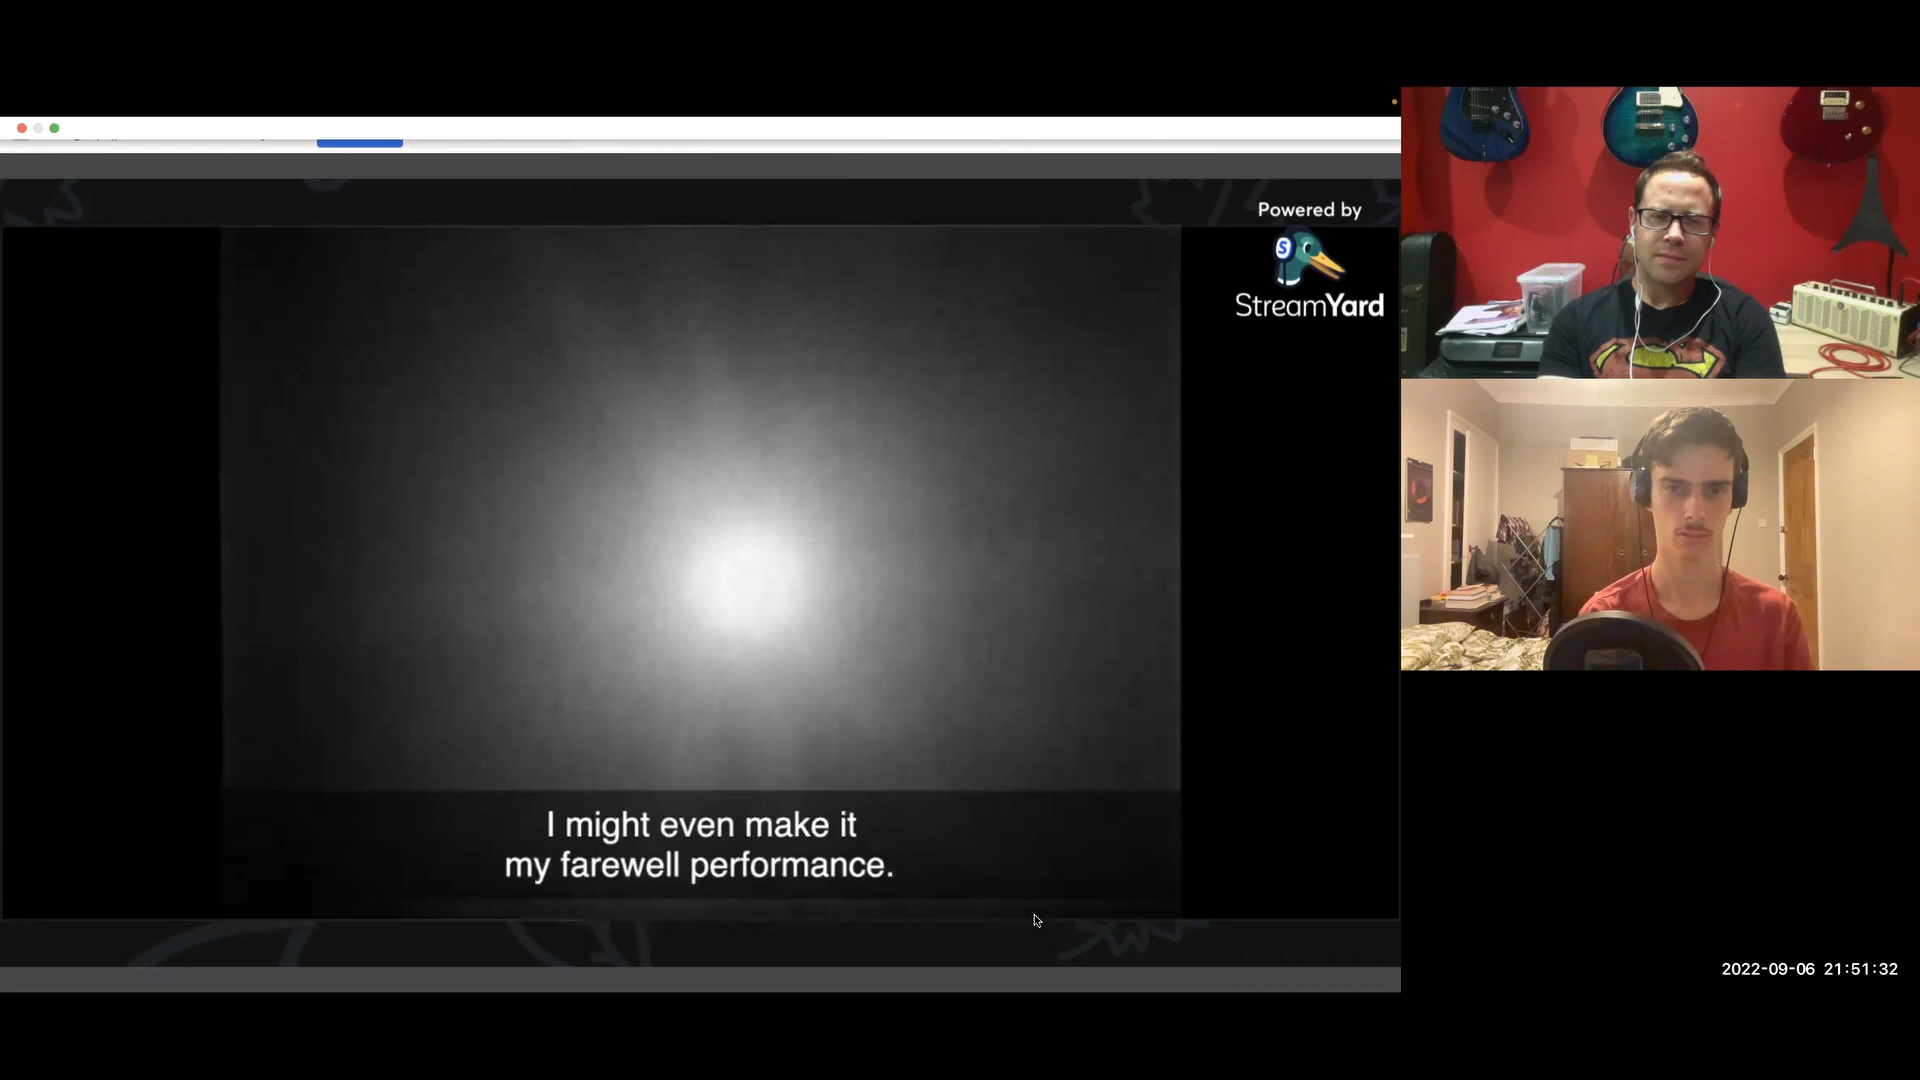 Powered by
S
StreamYard
I might even make it
my farewell performance.
2022-09-06 21:51:32